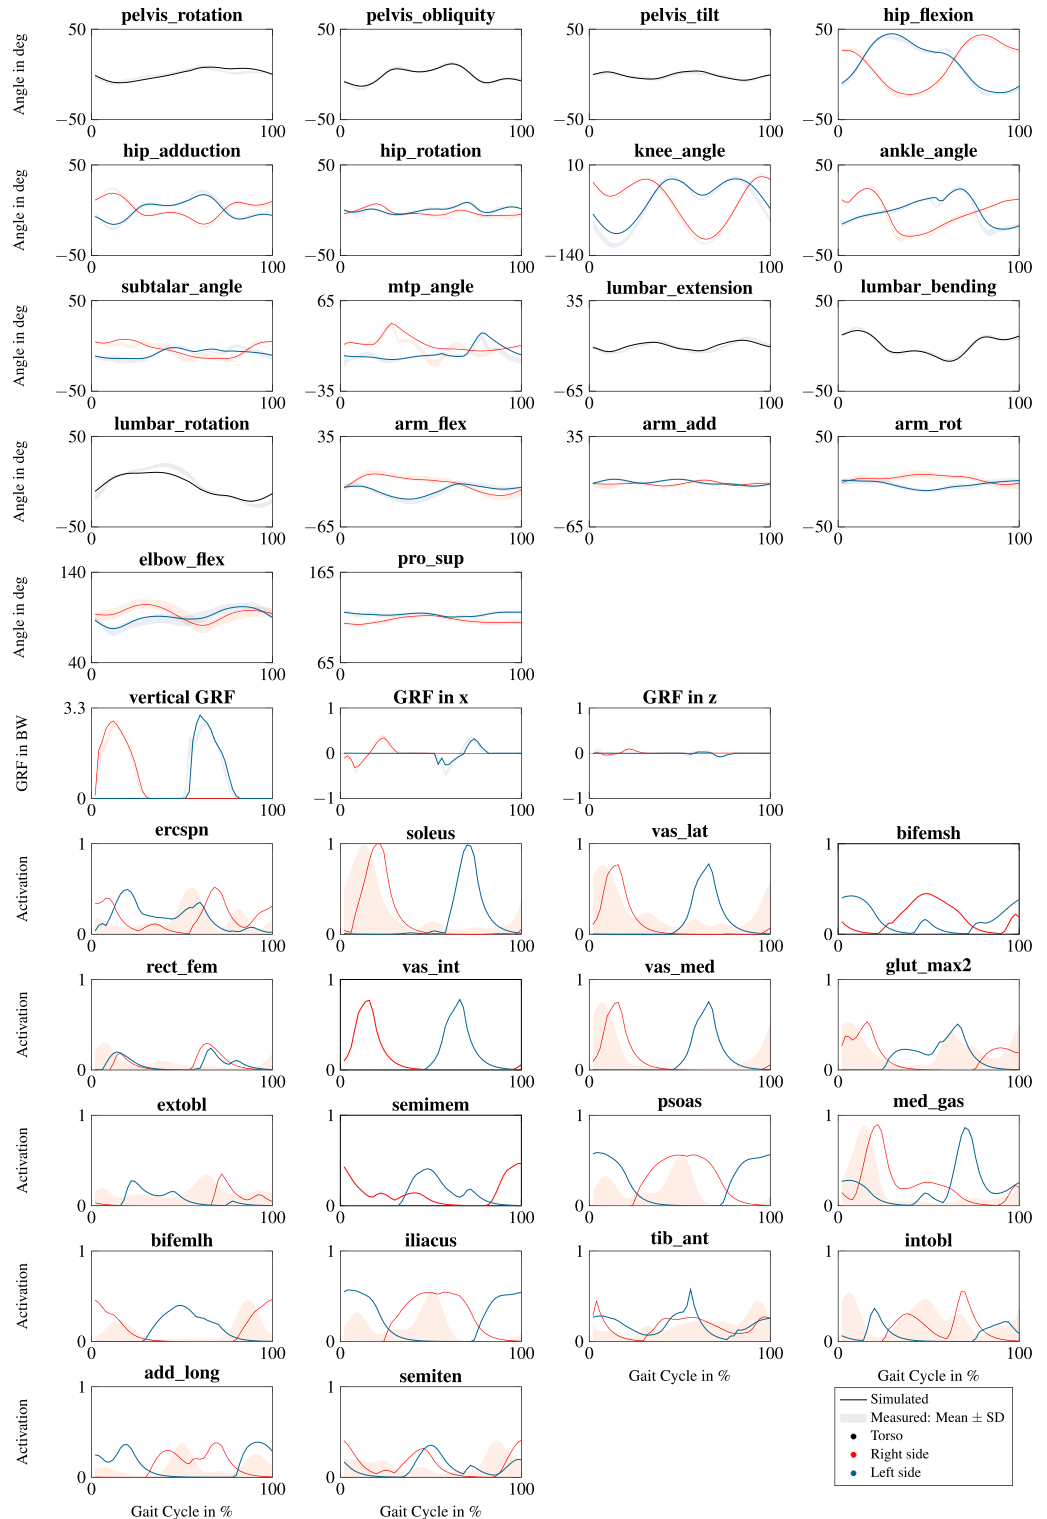 pelvis_rotation pelvis_obliquity pelvis_tilt hip_flexion
Angle in deg
50 50 50 50
−50 −50 −50 −50
0 100 0 100 0 100 0 100
hip_adduction hip_rotation knee_angle ankle_angle
Angle in deg
50 50 10 50
−50 −50 −140 −50
0 100 0 100 0 100 0 100
subtalar_angle mtp_angle lumbar_extension lumbar_bending
Angle in deg
50 65 35 50
−50 −35 −65 −50
0 100 0 100 0 100 0 100
lumbar_rotation arm_flex arm_add arm_rot
Angle in deg
50 35 35 50
−50 −65 −65 −50
0 100 0 100 0 100 0 100
elbow_flex pro_sup
Angle in deg
140 165
40 65
0 100 0 100
vertical GRF GRF in x GRF in z
GRF in BW
3.3 1 1
0 0
0 −1 −1
0 100 0 100 0 100
ercspn soleus vas_lat bifemsh
Activation
1 1 1 1
0 0 0 0
0 100 0 100 0 100 0 100
rect_fem vas_int vas_med glut_max2
Activation
1 1 1 1
0 0 0 0
0 100 0 100 0 100 0 100
extobl semimem psoas med_gas
Activation
1 1 1 1
0 0 0 0
0 100 0 100 0 100 0 100
bifemlh iliacus tib_ant intobl
Activation
1 1 1 1
0 0 0 0
0 100 0 100 0 100 0 100
Gait Cycle in % Gait Cycle in %
add_long semiten
Activation
1 1
0 0
0 100 0 100
Gait Cycle in % Gait Cycle in %
Simulated
Measured: Mean ± SD
Torso
Right side
Left side